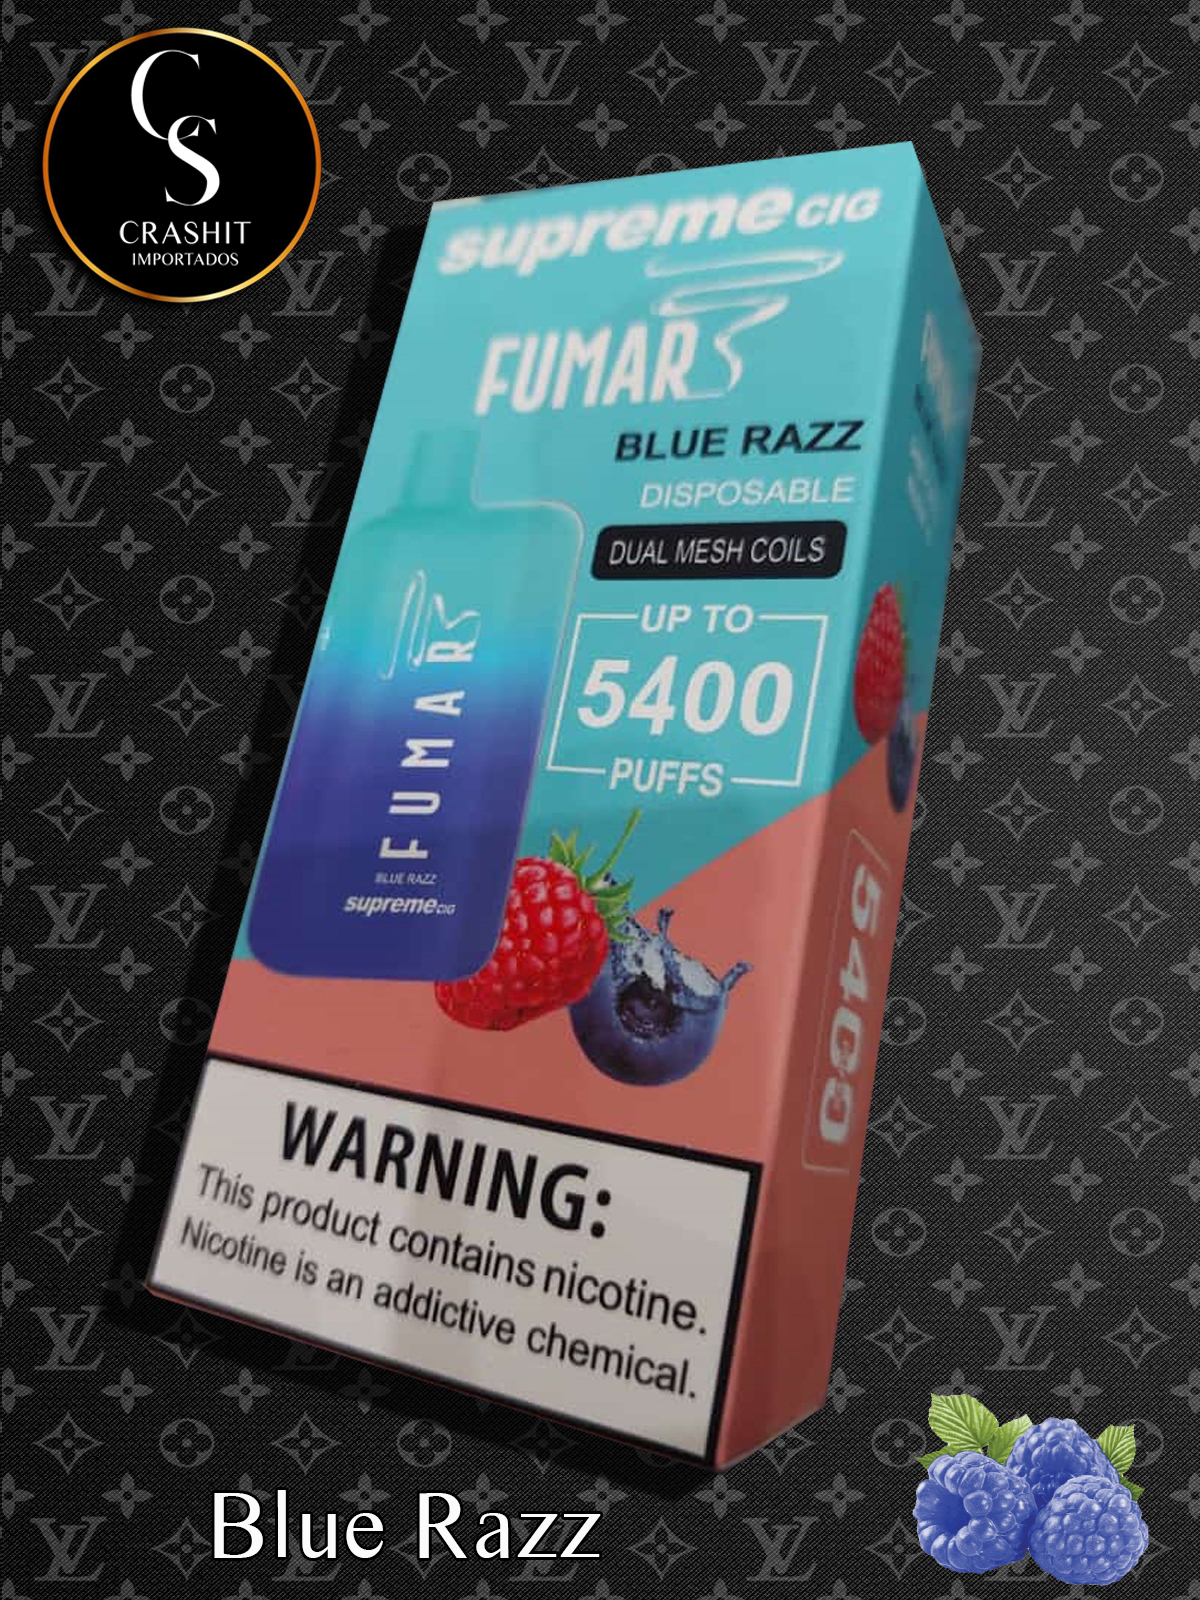 CS
CRASHIT
IMPORTADOS
supreme CIG
FUMAR
BLUE RAZZ
DISPOSABLE
DUAL MESH COILS
UP TO
5400
PUFFS
FUMAR
BLUE RAZZ
supreme CIG
5400
WARNING:
This product contains nicotine.
Nicotine is an addictive chemical.
Blue Razz